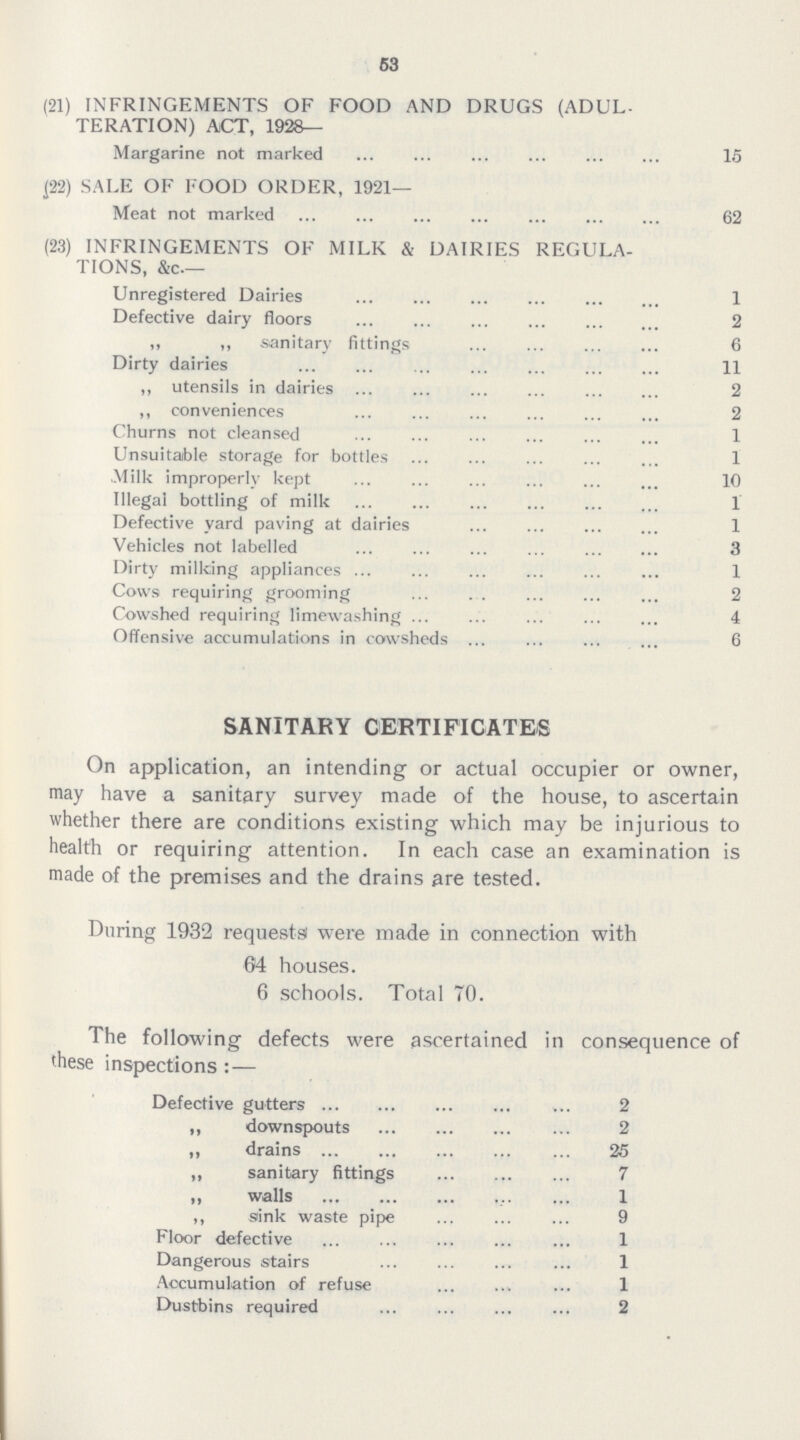 53
(21) INFRINGEMENTS OF FOOD AND DRUGS (ADUL-
TERATION) ACT, 1928—
Margarine not marked ... ... ... ... ... ... 15
(22) SALE OF FOOD ORDER, 1921—
Meat not marked ... ... ... ... ... ... ... 62
(23) INFRINGEMENTS OF MILK & DAIRIES REGULA-
TIONS, &c.—
Unregistered Dairies ... ... ... ... ... ... 1
Defective dairy floors ... ... ... ... ... ... 2
,, ,, sanitary fittings ... ... ... ... 6
Dirty dairies ... ... ... ... ... ... ... 11
,, utensils in dairies ... ... ... ... ... ... 2
,, conveniences ... ... ... ... ... ... 2
Churns not cleansed ... ... ... ... ... ... 1
Unsuitable storage for bottles ... ... ... ... ... 1
Milk improperly kept ... ... ... ... ... ... 10
Illegal bottling of milk ... ... ... ... ... ... 1
Defective yard paving at dairies ... ... ... ... 1
Vehicles not labelled ... ... ... ... ... ... 3
Dirty milking appliances ... ... ... ... ... ... 1
Cows requiring grooming ... ... ... ... ... 2
Cowshed requiring limewashing ... ... ... ... ... 4
Offensive accumulations in cowsheds ... ... ... ... 6
SANITARY CERTIFICATES
On application, an intending or actual occupier or owner,
may have a sanitary survey made of the house, to ascertain
whether there are conditions existing which may be injurious to
health or requiring attention. In each case an examination is
made of the premises and the drains are tested.
During 1932 requests were made in connection with
64 houses.
6 schools. Total 70.
The following defects were ascertained in consequence of
these inspections :—
Defective gutters ... ... ... ... ... 2
,, downspouts ... ... ... ... 2
,, drains ... ... ... ... ... 25
,, sanitary fittings ... ... ... 7
,, walls ... ... ... ... ... 1
,, sink waste pipe ... ... ... 9
Floor defective ... ... ... ... ... 1
Dangerous stairs ... ... ... ... 1
Accumulation of refuse ... ... ... 1
Dustbins required ... ... ... ... 2